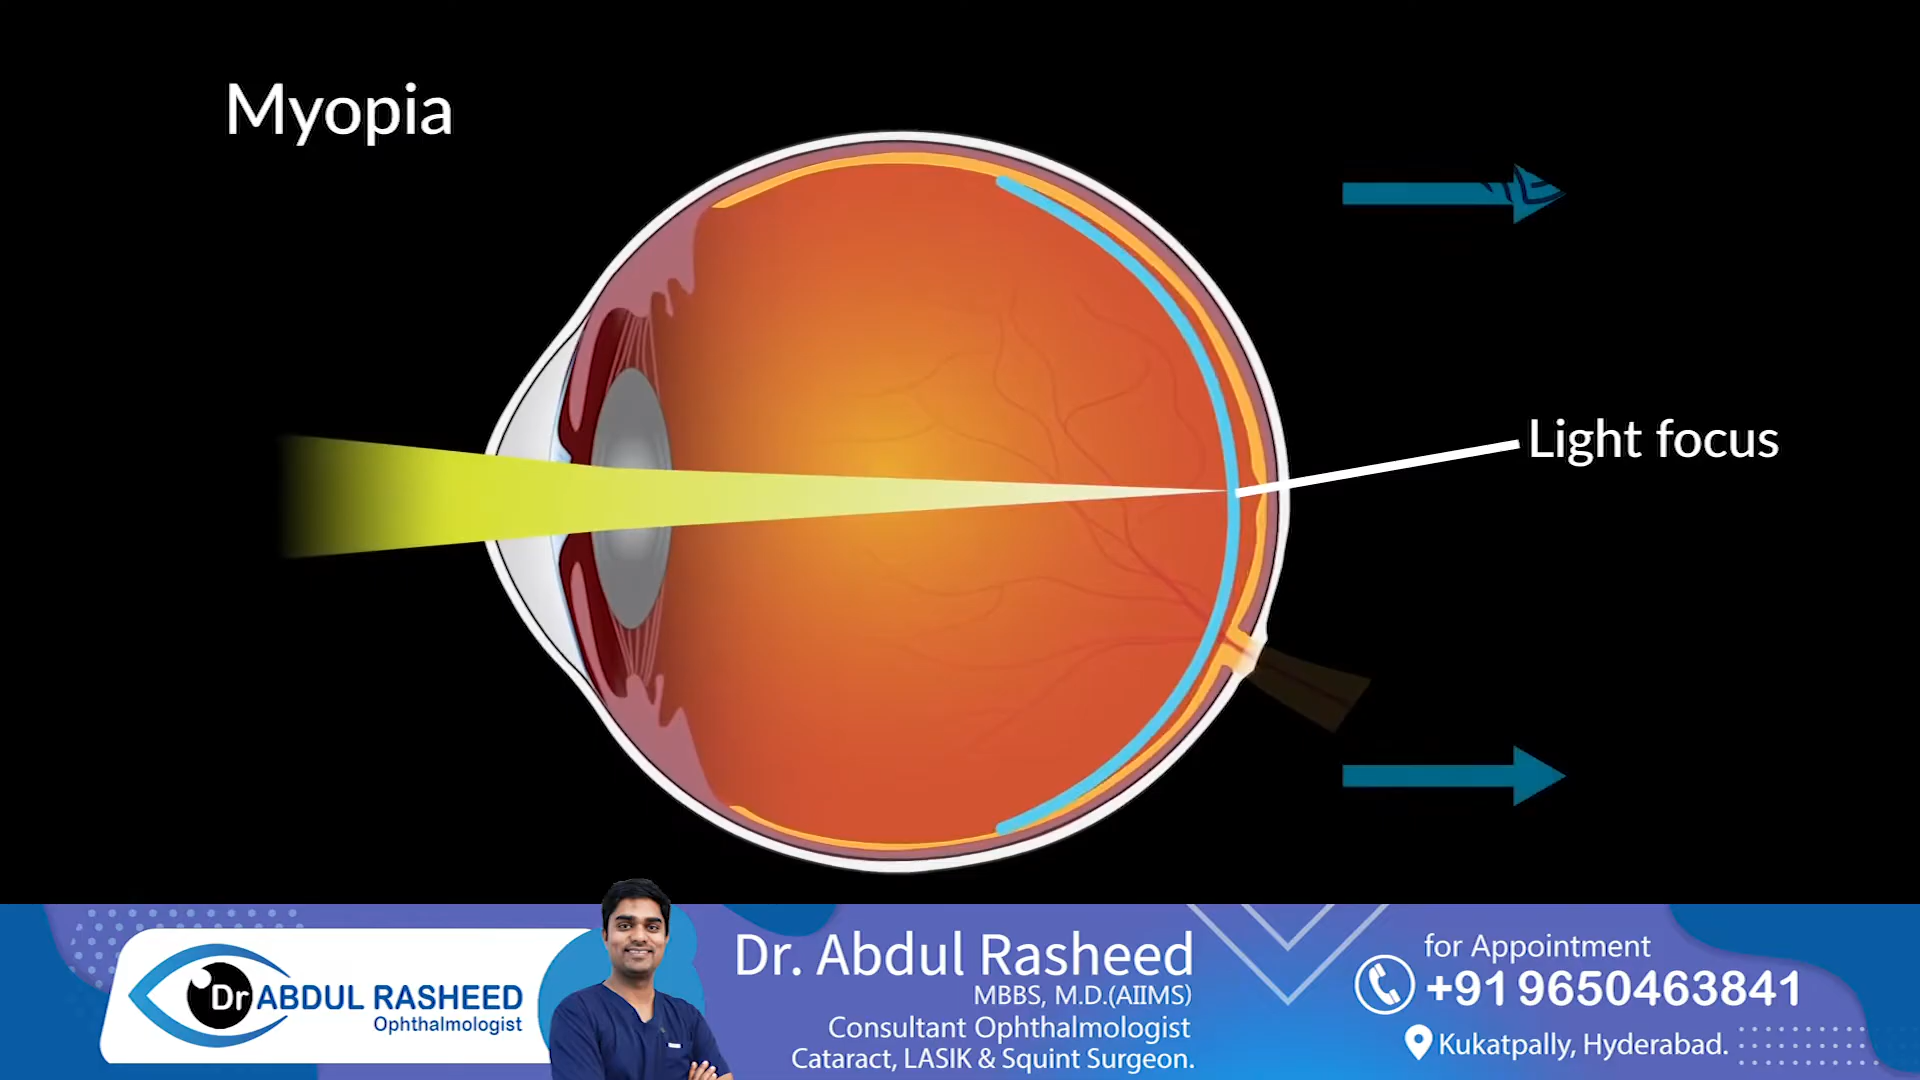 Myopia
Light focus
Dr ABDUL RASHEED
Ophthalmologist
Dr. Abdul Rasheed
MBBS, M.D.(AIIMS)
Consultant Ophthalmologist
Cataract, LASIK & Squint Surgeon.
for Appointment
+91 9650463841
Kukatpally, Hyderabad.